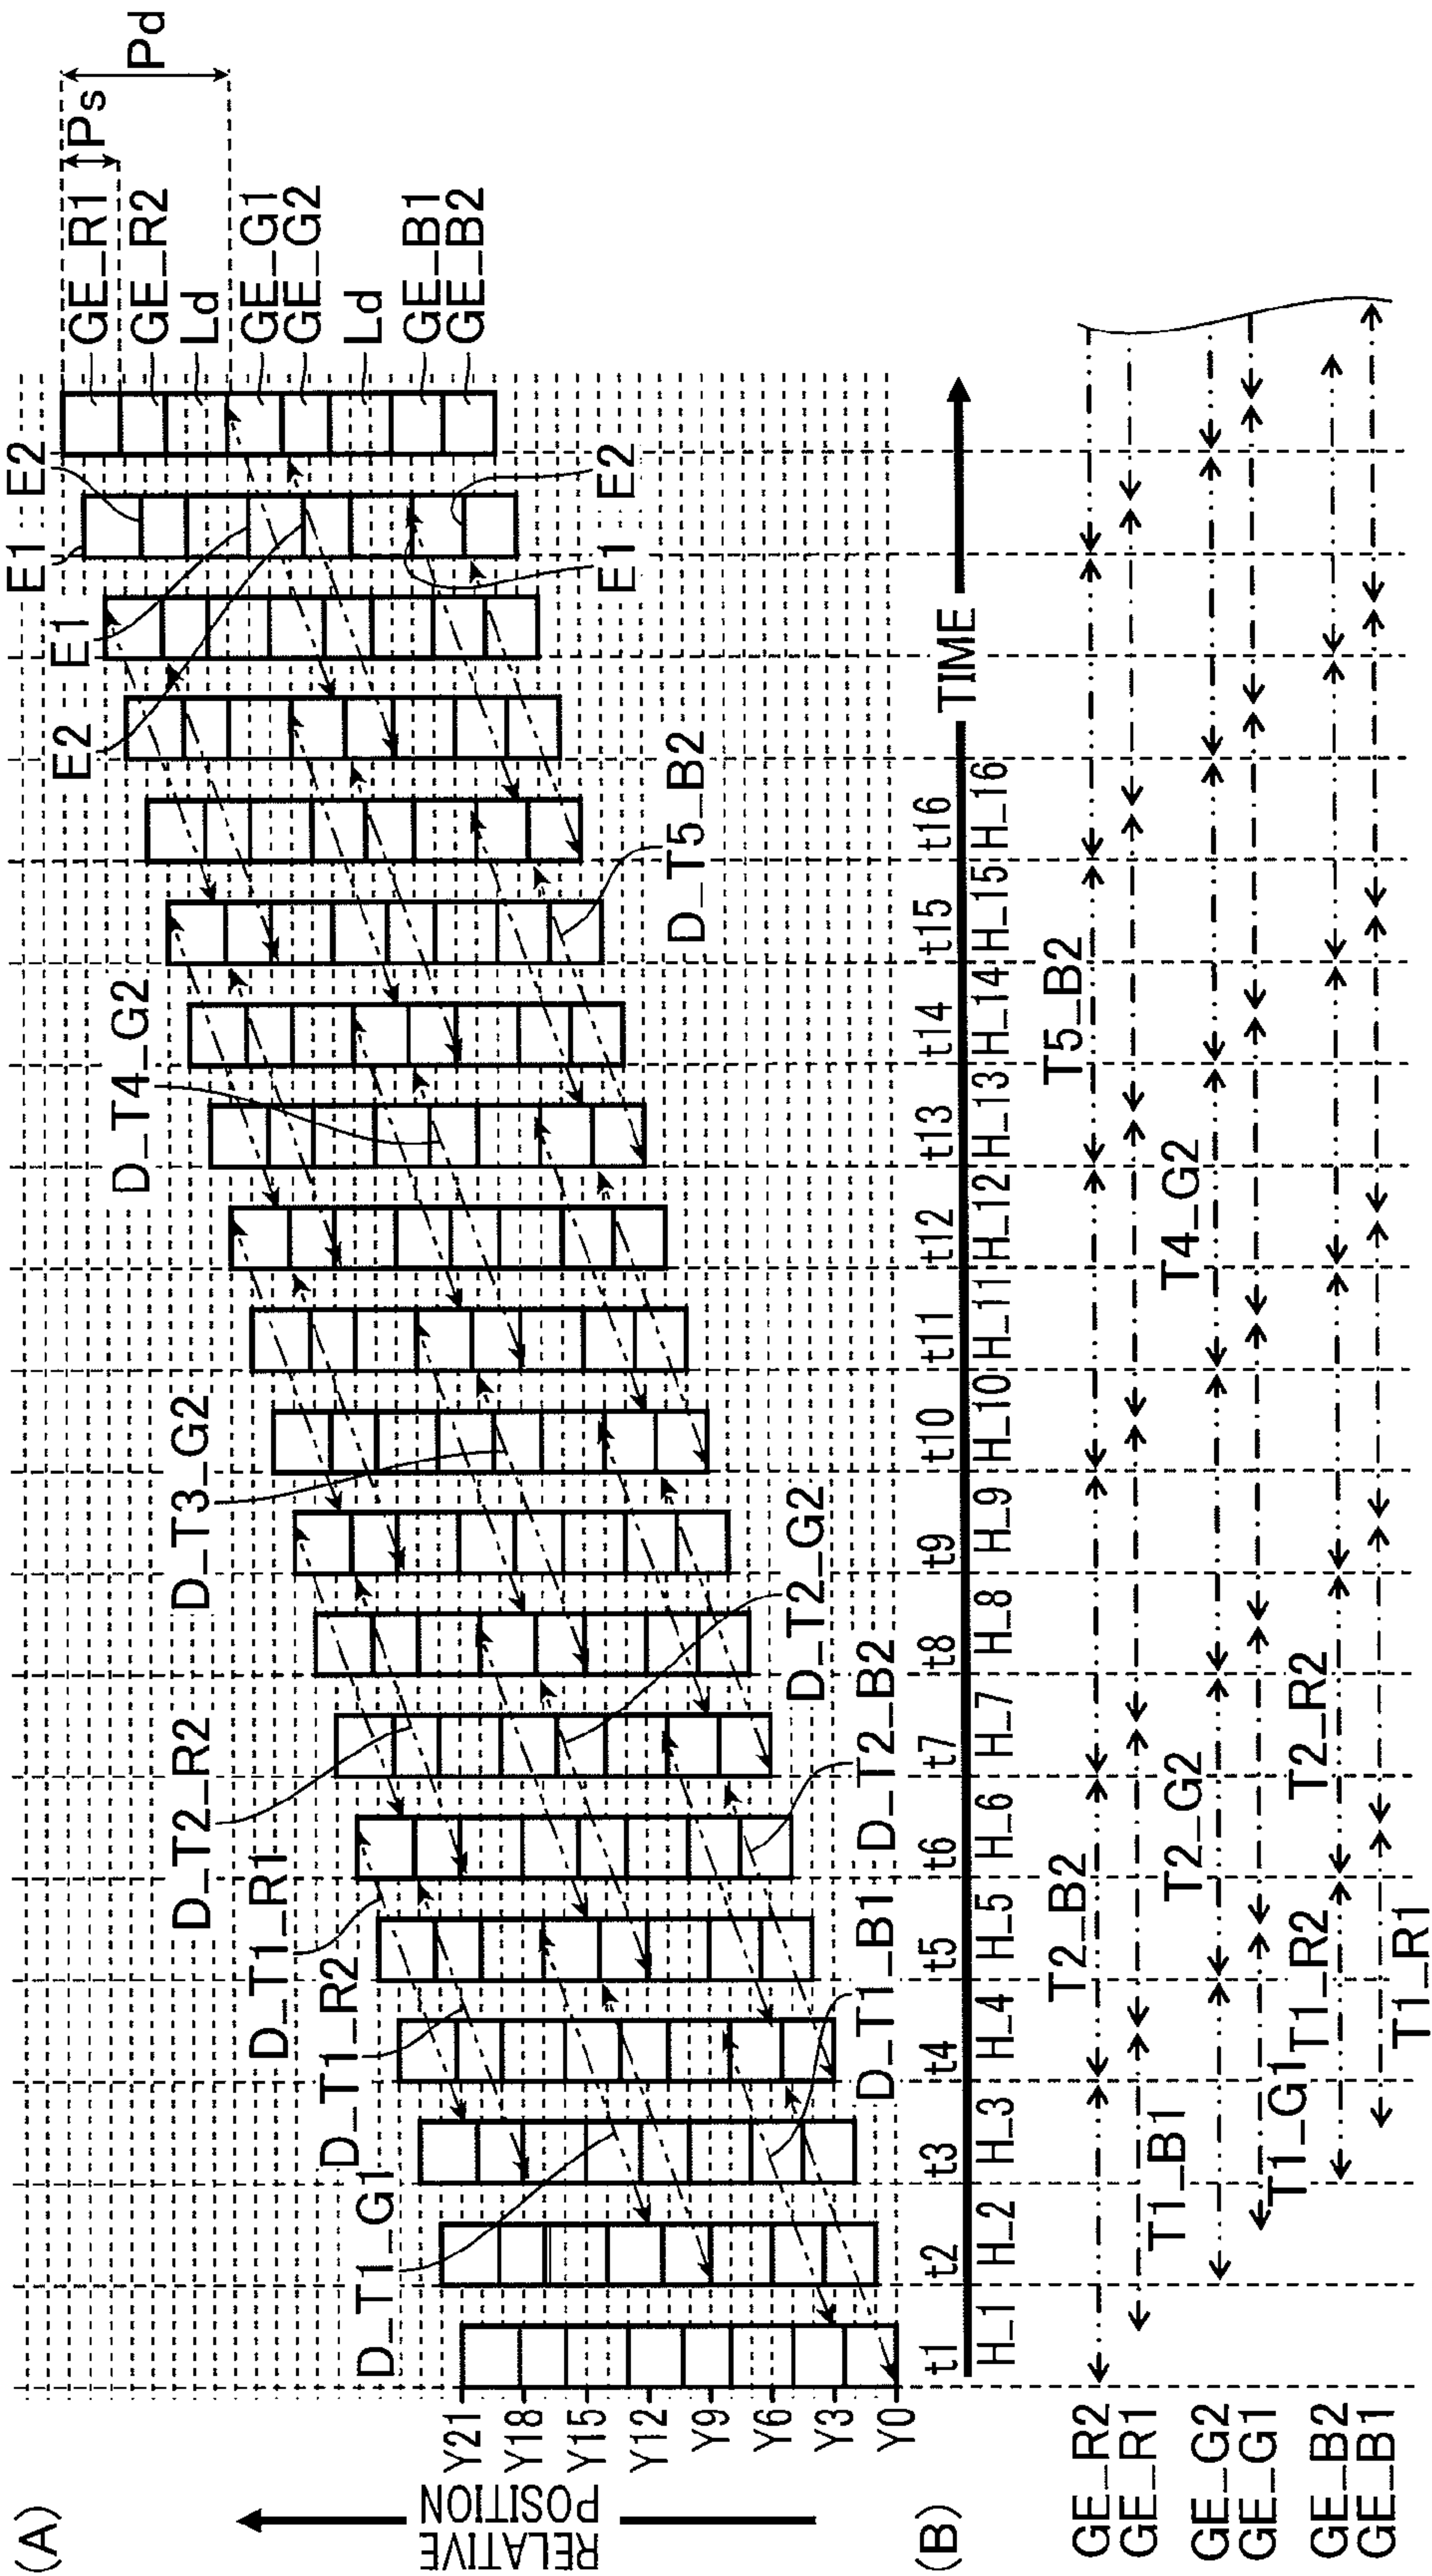 (A)
RELATIVE
POSITION
Y21
Y18
Y15
Y12
Y9
Y6
Y3
Y0
D_T1_G1
D_T1_R2
D_T1_R1
D_T2_R2
D_T3_G2
D_T4_G2
E2
E1
E1
E2
E1
E2
D_T1_B1
D_T2_B2
D_T2_G2
D_T5_B2
Ps
Pd
GE_R1
GE_R2
Ld
GE_G1
GE_G2
Ld
GE_B1
GE_B2
t1
t2
t3
t4
t5
t6
t7
t8
t9
t10
t11
t12
t13
t14
t15
t16
TIME
H_1
H_2
H_3
H_4
H_5
H_6
H_7
H_8
H_9
H_10
H_11
H_12
H_13
H_14
H_15
H_16
(B)
GE_R2
GE_R1
GE_G2
GE_G1
GE_B2
GE_B1
T2_B2
T5_B2
T1_B1
T2_G2
T4_G2
T1_G1
T1_R2
T2_R2
T1_R1